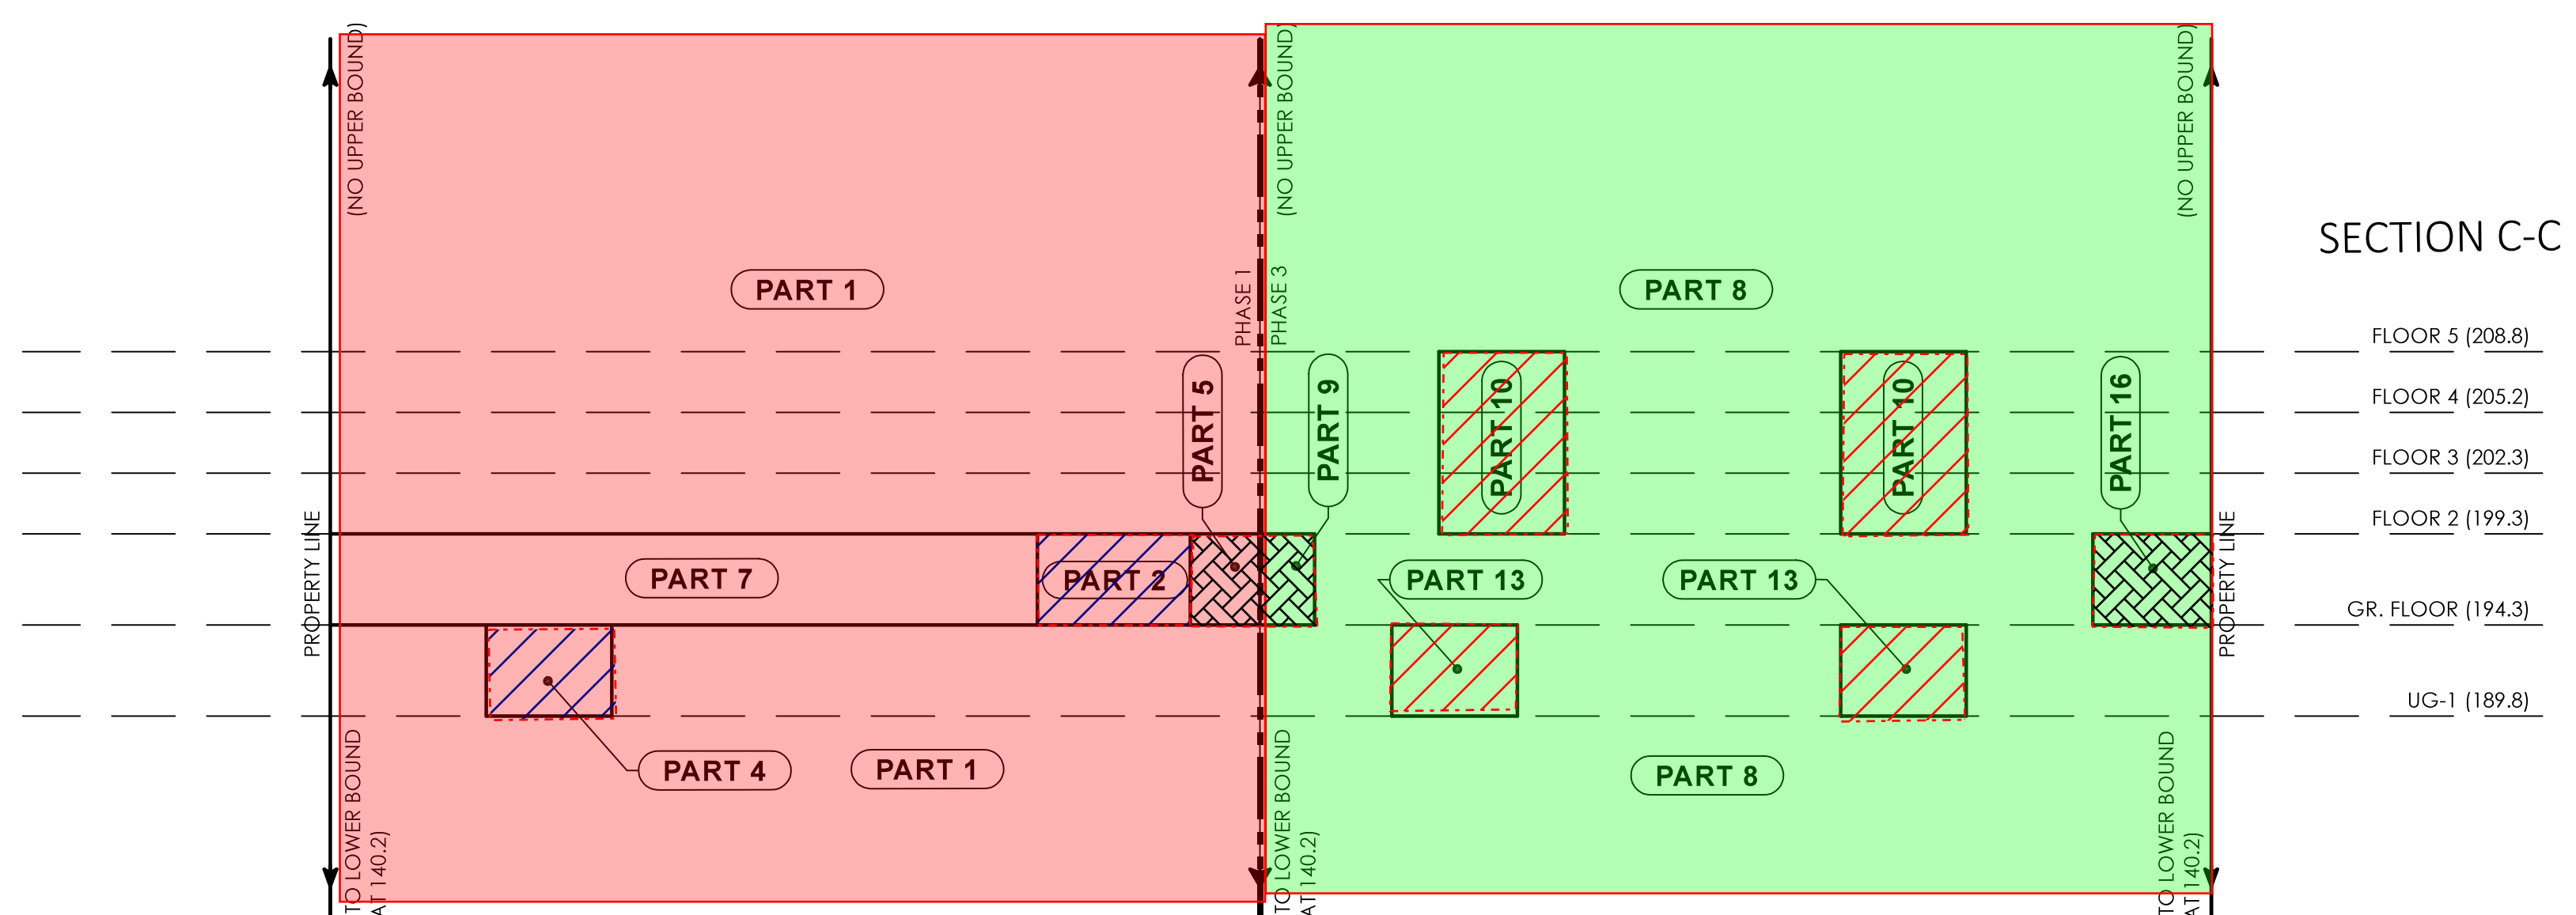 (NO UPPER BOUND)
(NO UPPER BOUND)
(NO UPPER BOUND)
SECTION C-C
PART 1
PHASE 1
PHASE 3
PART 8
FLOOR 5 (208.8)
PART 5
PART 9
PART 10
PART 10
PART 16
FLOOR 4 (205.2)
FLOOR 3 (202.3)
FLOOR 2 (199.3)
PROPERTY LINE
PART 7
PART 2
PART 13
PART 13
PROPERTY LINE
GR. FLOOR (194.3)
UG-1 (189.8)
PART 4
PART 1
PART 8
TO LOWER BOUND
AT 140.2)
TO LOWER BOUND
AT 140.2)
TO LOWER BOUND
AT 140.2)